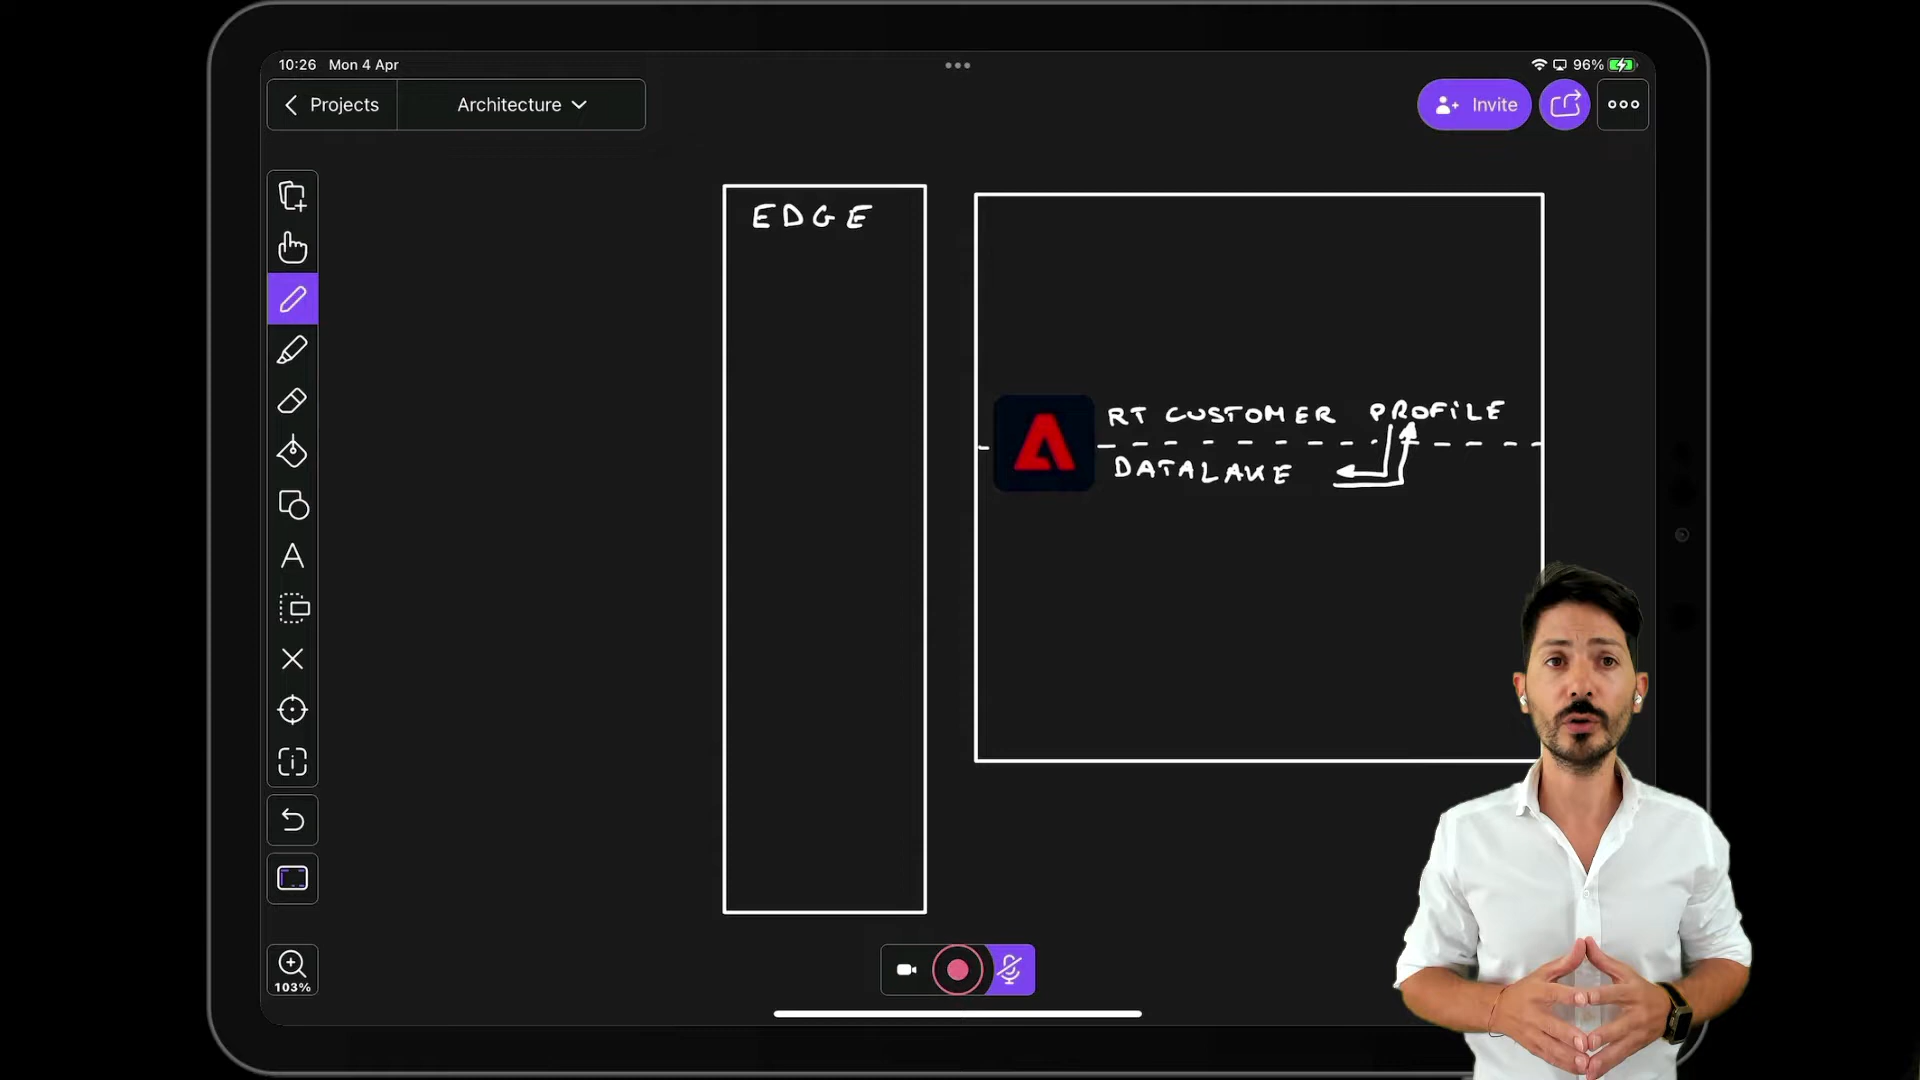 10:26 Mon 4 Apr
96%
Projects
Architecture
Invite
EDGE
RT CUSTOMER PROFILE
DATALAKE
A
103%